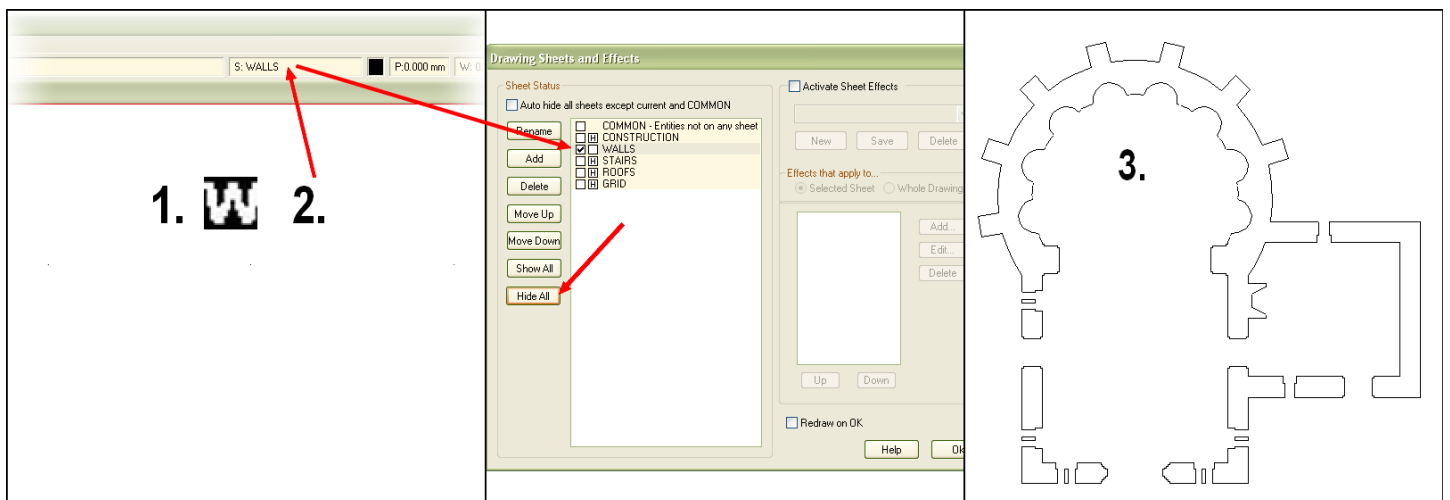 S: WALLS
P:0.000 mm
W: 0
1. W 2.
Drawing Sheets and Effects
Sheet Status
Auto hide all sheets except current and COMMON
Rename
Add
Delete
Move Up
Move Down
Show All
Hide All
COMMON - Entities not on any sheet
H CONSTRUCTION
WALLS
H STAIRS
H ROOFS
H GRID
Activate Sheet Effects
New
Save
Delete
Effects that apply to...
Selected Sheet
Whole Drawing
Add...
Edit...
Delete
Up
Down
Redraw on OK
Help
OK
3.